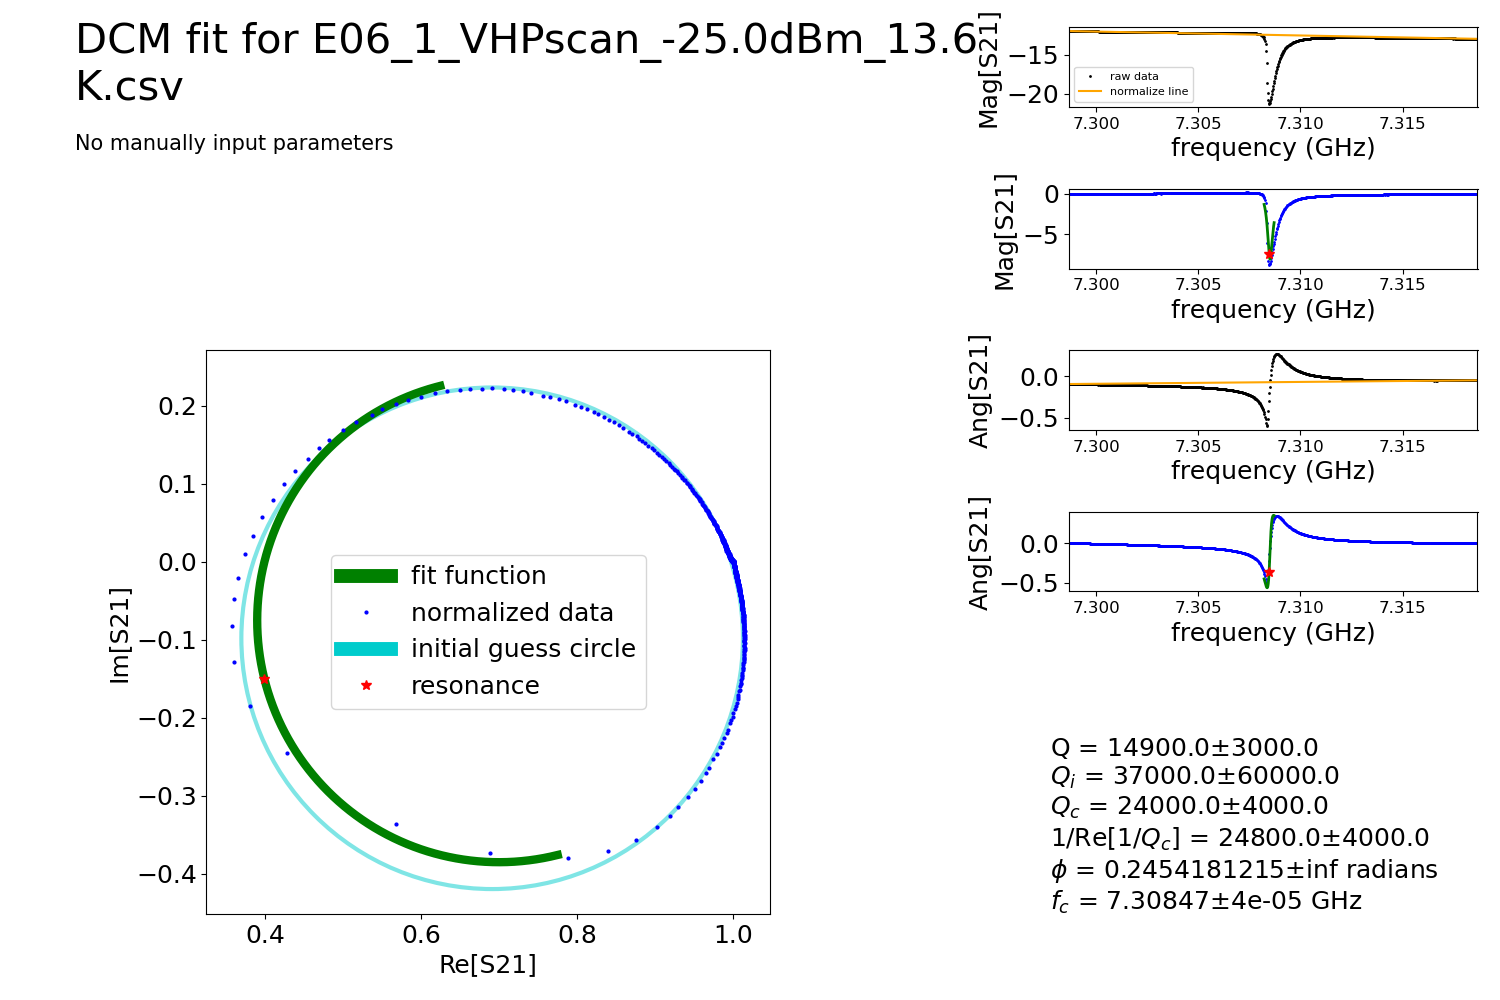 DCM fit for E06_1_VHPscan_-25.0dBm_13.6
K.csv
No manually input parameters
Mag[S21]
−15
−20
raw data
normalize line
7.300 7.305 7.310 7.315
frequency (GHz)
Mag[S21]
0
−5
7.300 7.305 7.310 7.315
frequency (GHz)
Ang[S21]
0.0
−0.5
7.300 7.305 7.310 7.315
frequency (GHz)
Ang[S21]
0.0
−0.5
7.300 7.305 7.310 7.315
frequency (GHz)
Im[S21]
0.2
0.1
0.0
−0.1
−0.2
−0.3
−0.4
fit function
normalized data
initial guess circle
resonance
0.4 0.6 0.8 1.0
Re[S21]
Q = 14900.0±3000.0
Q_i = 37000.0±60000.0
Q_c = 24000.0±4000.0
1/Re[1/Q_c] = 24800.0±4000.0
ϕ = 0.2454181215±inf radians
f_c = 7.30847±4e-05 GHz